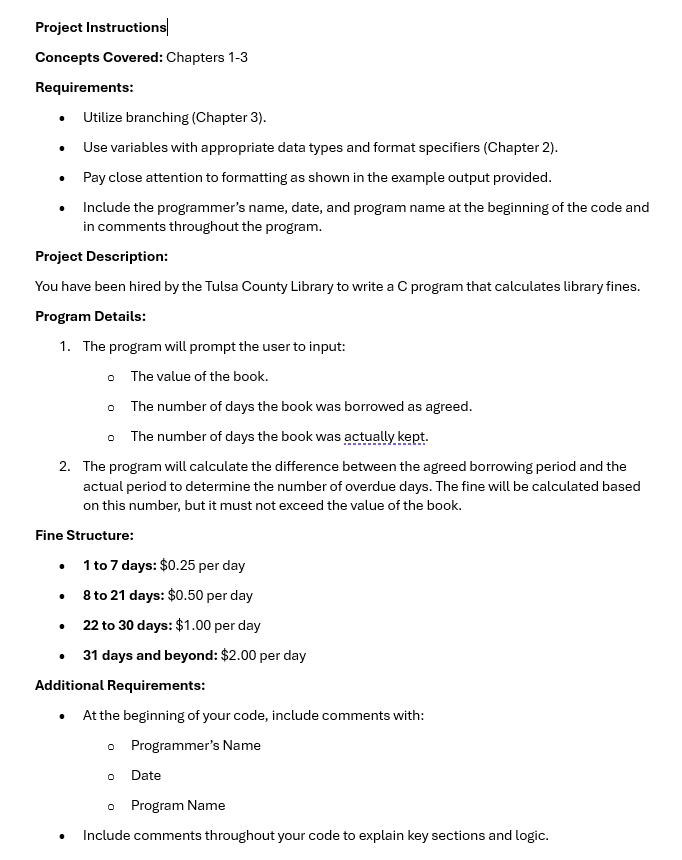 Project Instructions
Concepts Covered: Chapters 1-3
Requirements:
• Utilize branching (Chapter 3).
• Use variables with appropriate data types and format specifiers (Chapter 2).
• Pay close attention to formatting as shown in the example output provided.
• Include the programmer’s name, date, and program name at the beginning of the code and
in comments throughout the program.
Project Description:
You have been hired by the Tulsa County Library to write a C program that calculates library fines.
Program Details:
1. The program will prompt the user to input:
o The value of the book.
o The number of days the book was borrowed as agreed.
o The number of days the book was actually kept.
2. The program will calculate the difference between the agreed borrowing period and the
actual period to determine the number of overdue days. The fine will be calculated based
on this number, but it must not exceed the value of the book.
Fine Structure:
• 1 to 7 days: $0.25 per day
• 8 to 21 days: $0.50 per day
• 22 to 30 days: $1.00 per day
• 31 days and beyond: $2.00 per day
Additional Requirements:
• At the beginning of your code, include comments with:
o Programmer’s Name
o Date
o Program Name
• Include comments throughout your code to explain key sections and logic.